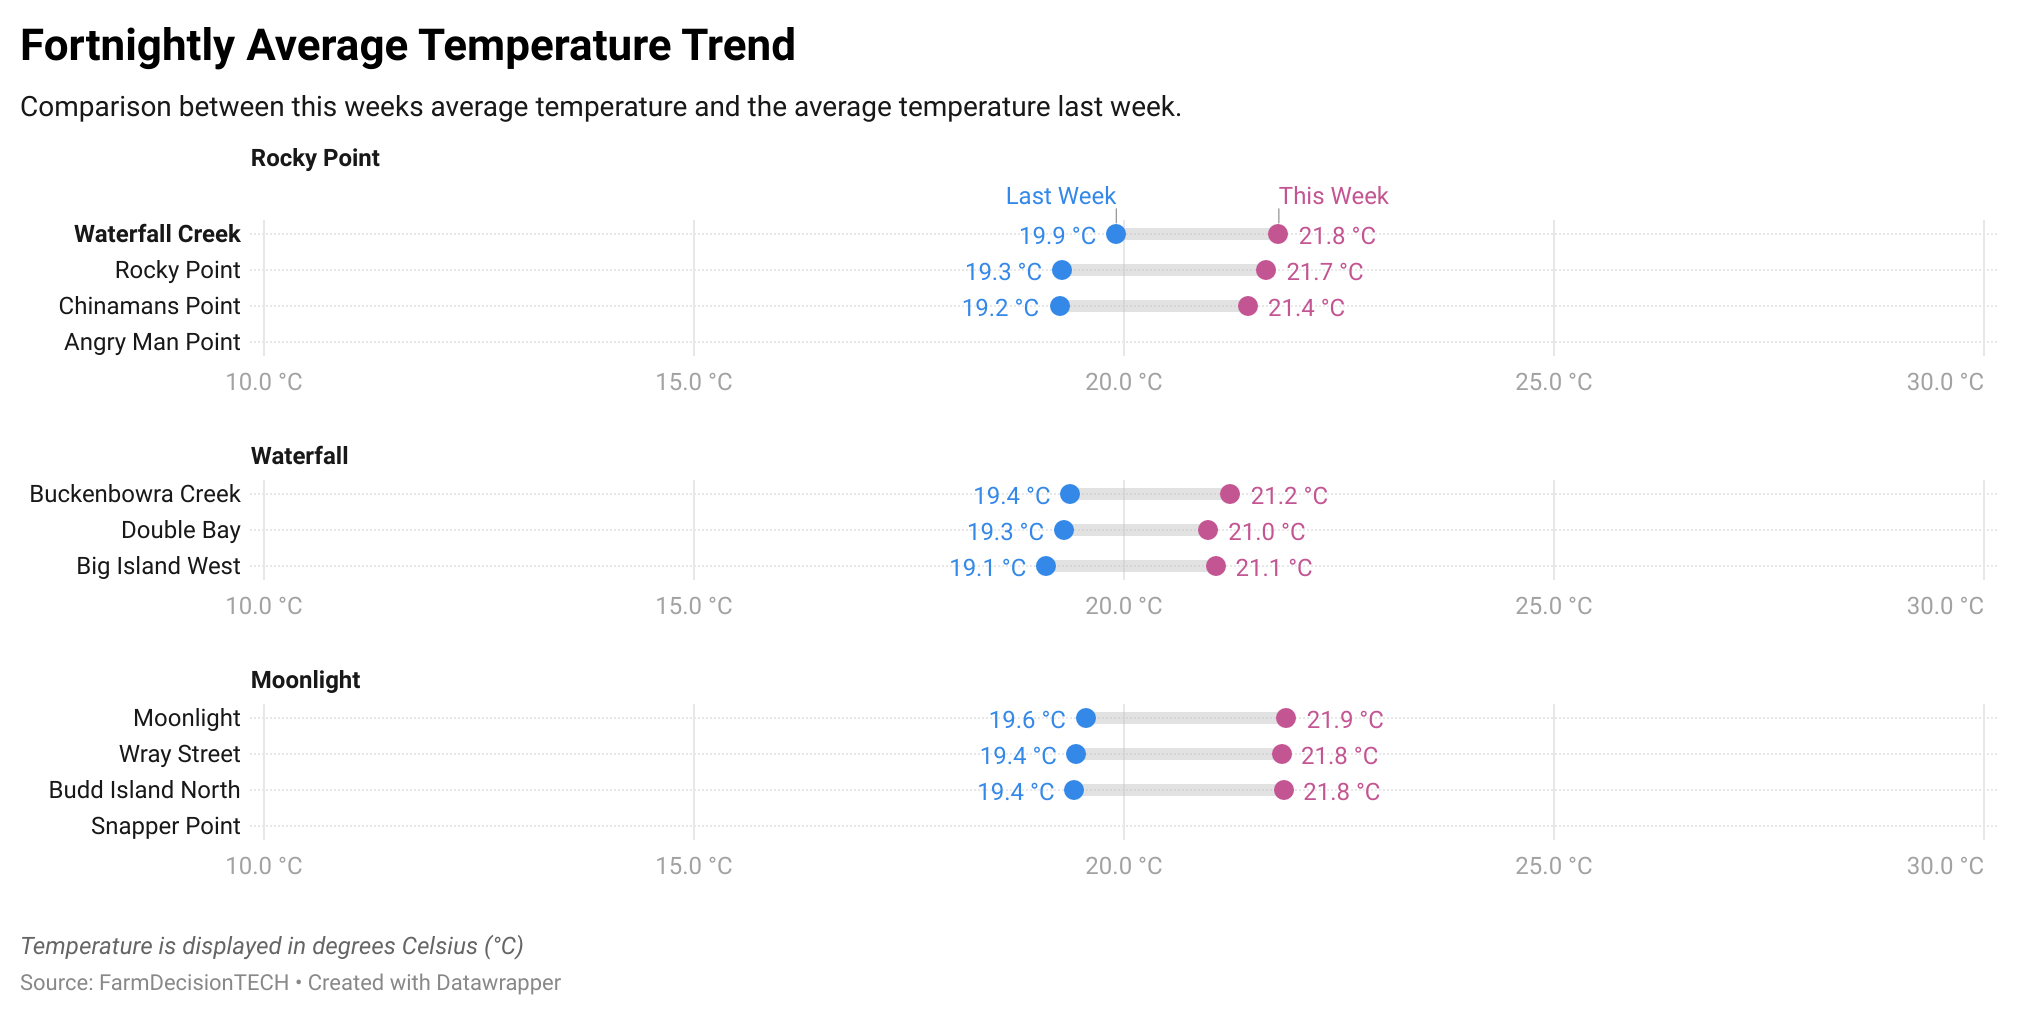 Fortnightly Average Temperature Trend
Comparison between this weeks average temperature and the average temperature last week.
Rocky Point
Last Week This Week
Waterfall Creek 19.9 °C 21.8 °C
Rocky Point 19.3 °C 21.7 °C
Chinamans Point 19.2 °C 21.4 °C
Angry Man Point
10.0 °C 15.0 °C 20.0 °C 25.0 °C 30.0 °C
Waterfall
Buckenbowra Creek 19.4 °C 21.2 °C
Double Bay 19.3 °C 21.0 °C
Big Island West 19.1 °C 21.1 °C
10.0 °C 15.0 °C 20.0 °C 25.0 °C 30.0 °C
Moonlight
Moonlight 19.6 °C 21.9 °C
Wray Street 19.4 °C 21.8 °C
Budd Island North 19.4 °C 21.8 °C
Snapper Point
10.0 °C 15.0 °C 20.0 °C 25.0 °C 30.0 °C
Temperature is displayed in degrees Celsius (°C)
Source: FarmDecisionTECH • Created with Datawrapper